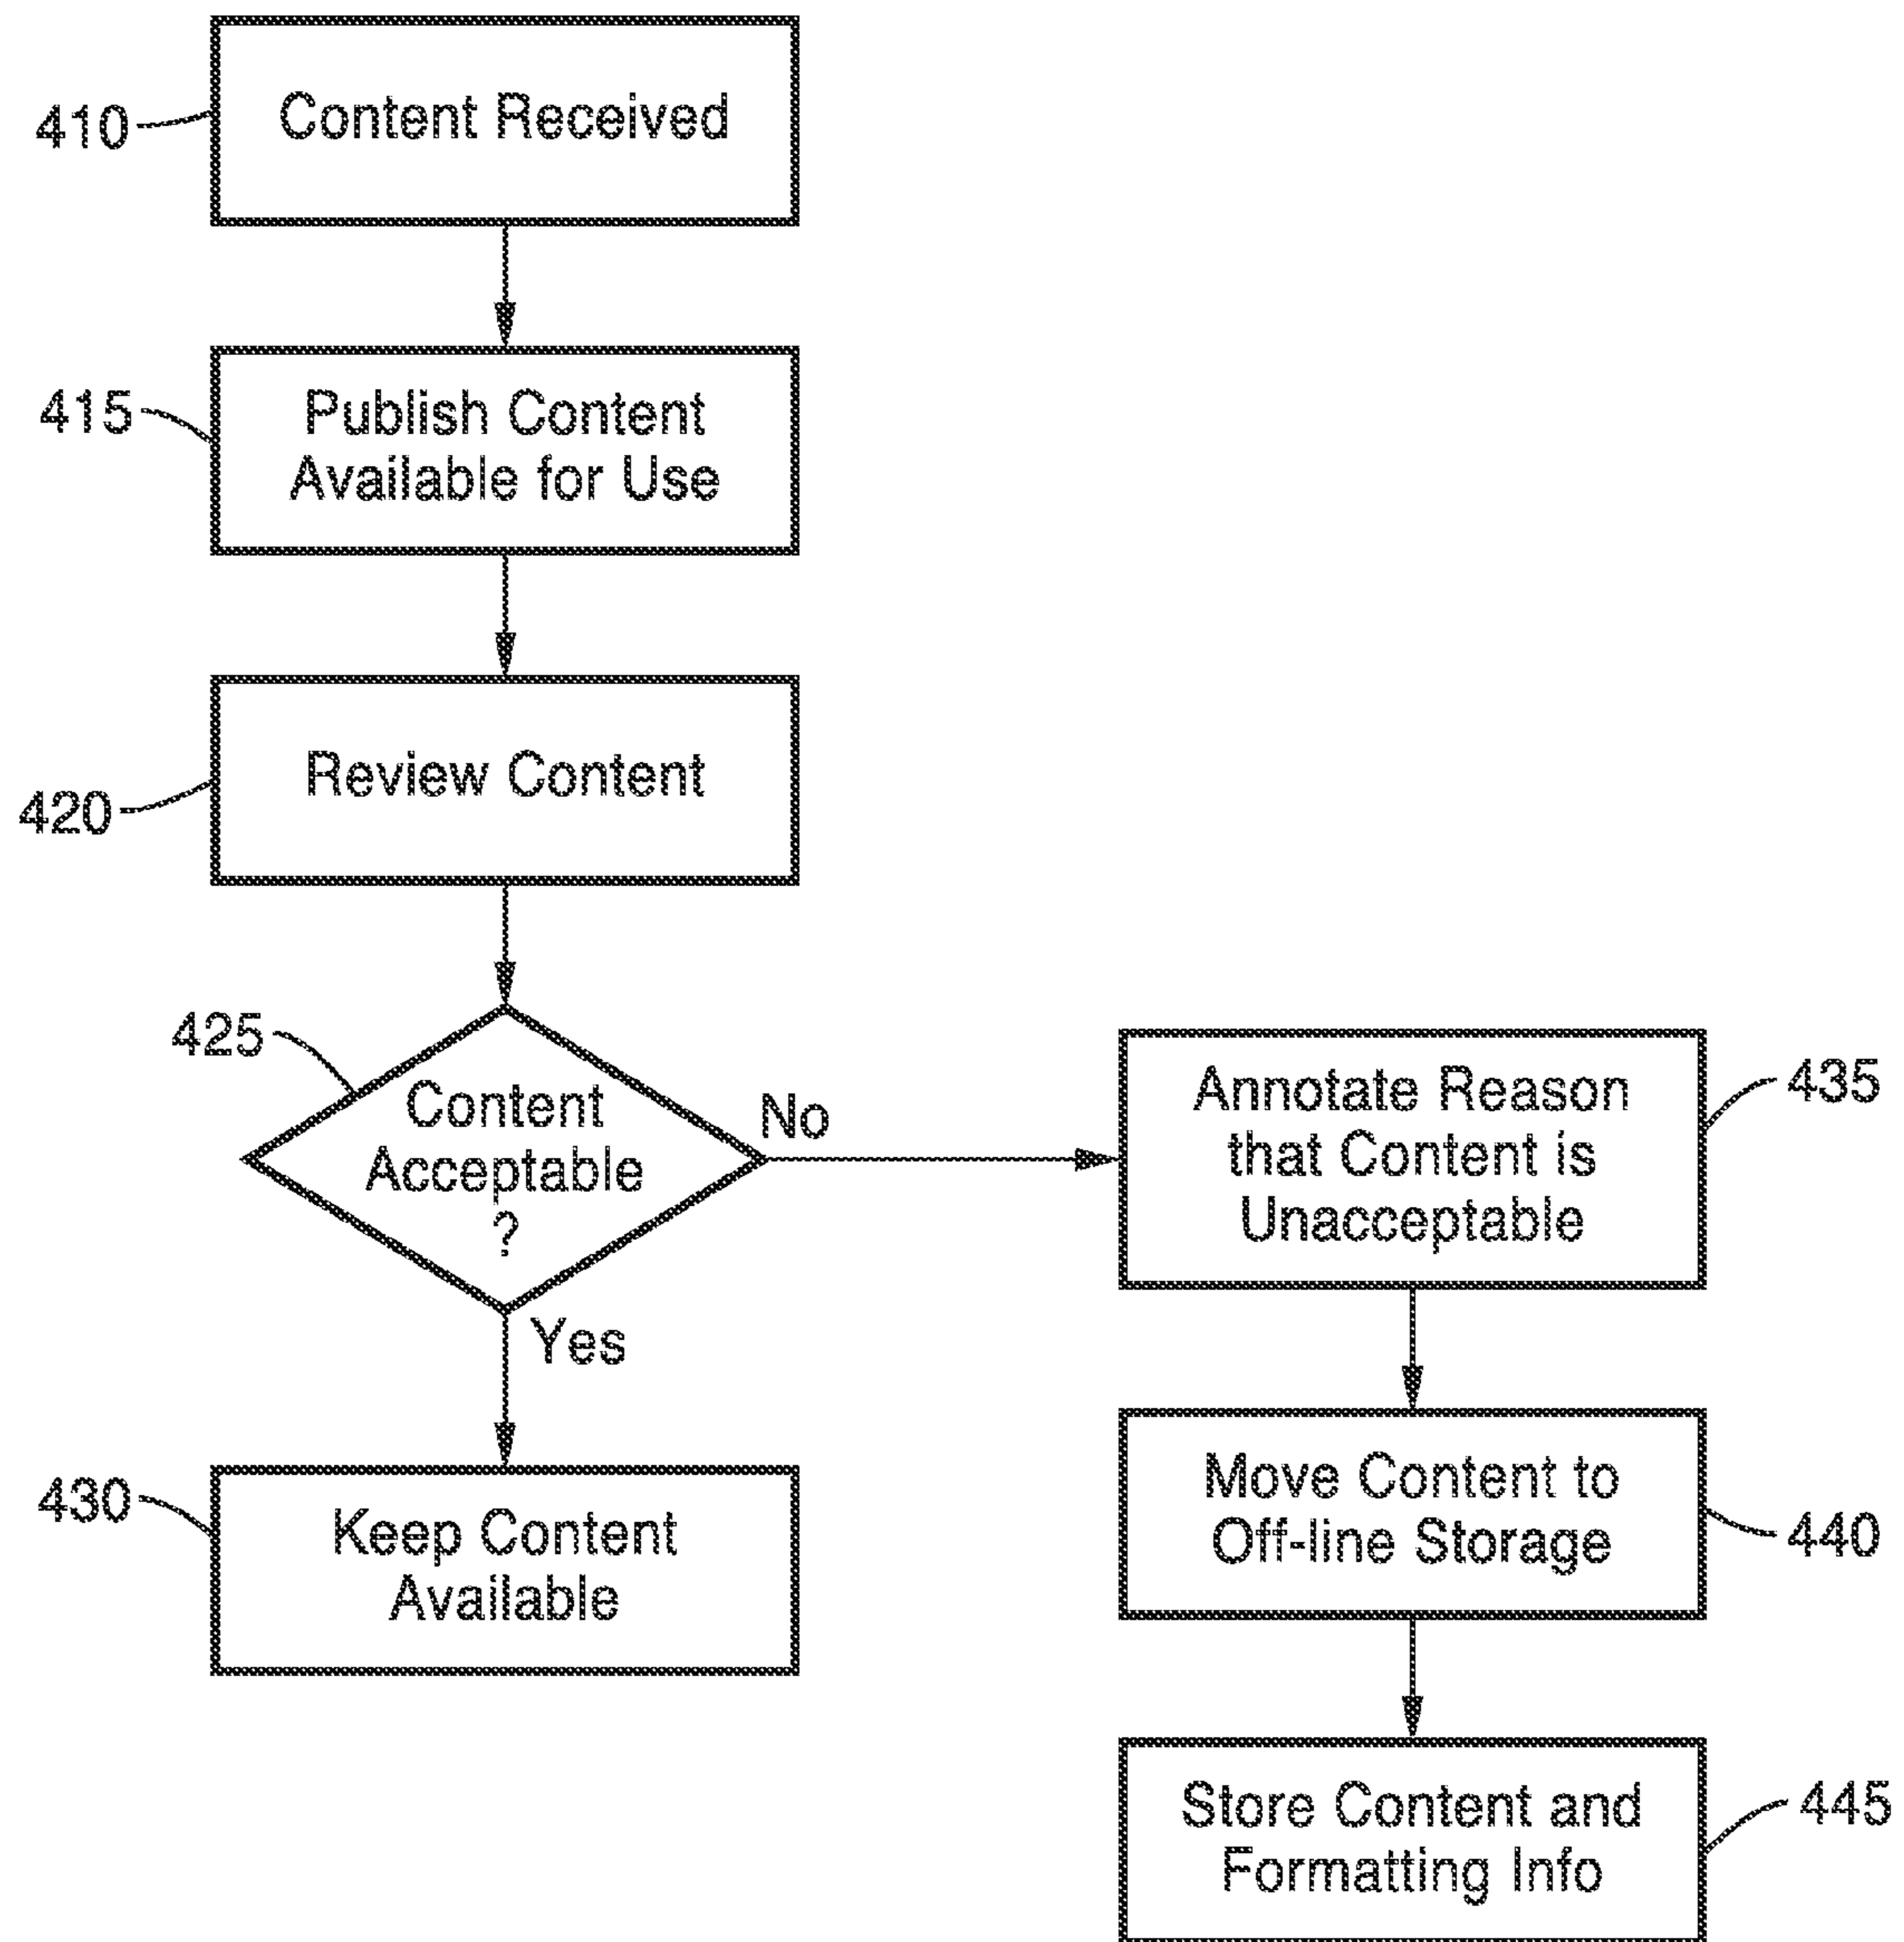 410
Content Received
415
Publish Content
Available for Use
420
Review Content
425
Content
Acceptable
?
No
Yes
430
Keep Content
Available
435
Annotate Reason
that Content is
Unacceptable
440
Move Content to
Off-line Storage
445
Store Content and
Formatting Info